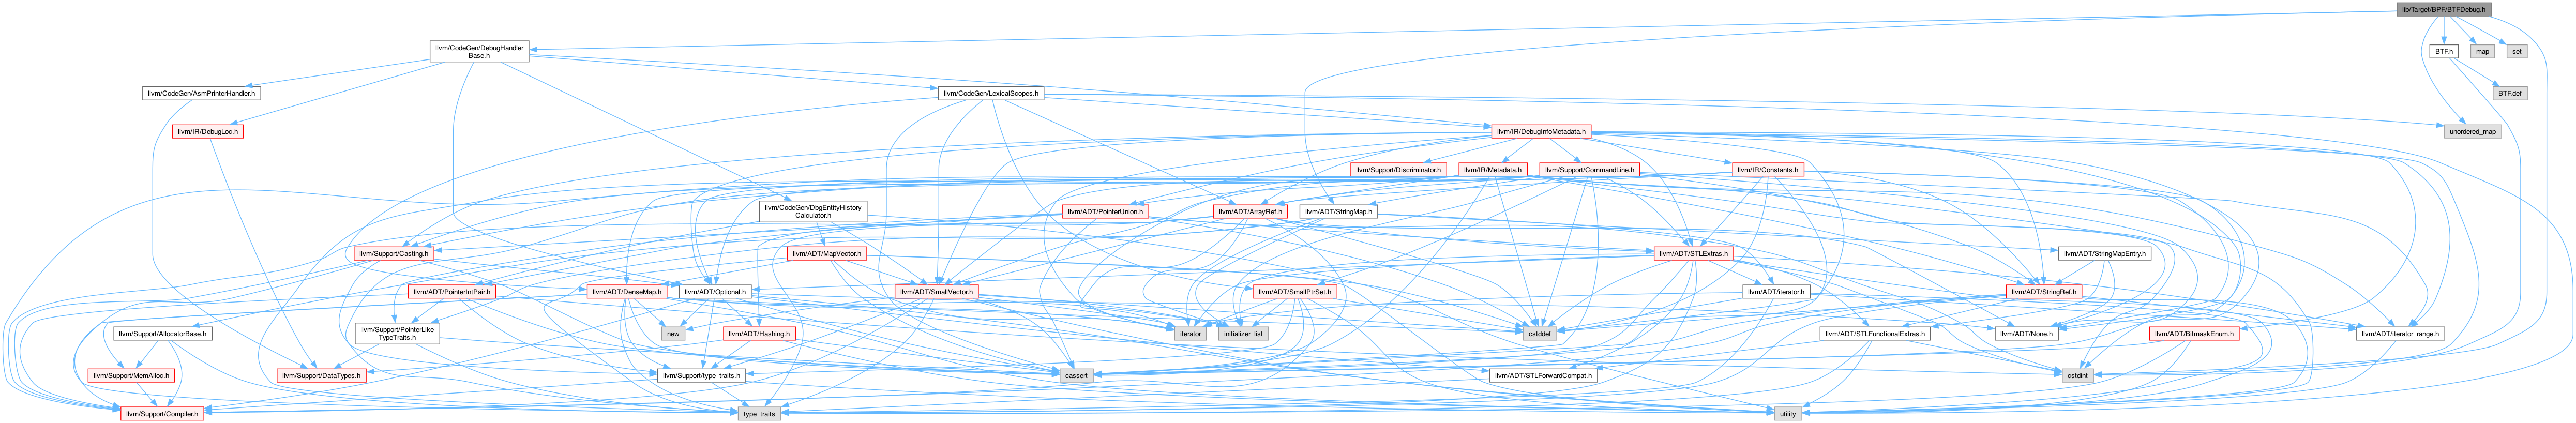 lib/Target/BPF/BTFDebug.h
llvm/CodeGen/DebugHandler
Base.h
BTF.h
map
set
llvm/CodeGen/AsmPrinterHandler.h
llvm/CodeGen/LexicalScopes.h
BTF.def
llvm/IR/DebugLoc.h
llvm/IR/DebugInfoMetadata.h
unordered_map
llvm/Support/Discriminator.h
llvm/IR/Metadata.h
llvm/Support/CommandLine.h
llvm/IR/Constants.h
llvm/CodeGen/DbgEntityHistory
Calculator.h
llvm/ADT/PointerUnion.h
llvm/ADT/ArrayRef.h
llvm/ADT/StringMap.h
llvm/Support/Casting.h
llvm/ADT/MapVector.h
llvm/ADT/STLExtras.h
llvm/ADT/StringMapEntry.h
llvm/ADT/PointerIntPair.h
llvm/ADT/DenseMap.h
llvm/ADT/Optional.h
llvm/ADT/SmallVector.h
llvm/ADT/SmallPtrSet.h
llvm/ADT/iterator.h
llvm/ADT/StringRef.h
llvm/Support/AllocatorBase.h
llvm/Support/PointerLike
TypeTraits.h
new
llvm/ADT/Hashing.h
iterator
initializer_list
cstddef
llvm/ADT/STLFunctionalExtras.h
llvm/ADT/None.h
llvm/ADT/BitmaskEnum.h
llvm/ADT/iterator_range.h
llvm/Support/MemAlloc.h
llvm/Support/DataTypes.h
llvm/Support/type_traits.h
cassert
llvm/ADT/STLForwardCompat.h
cstdint
llvm/Support/Compiler.h
type_traits
utility